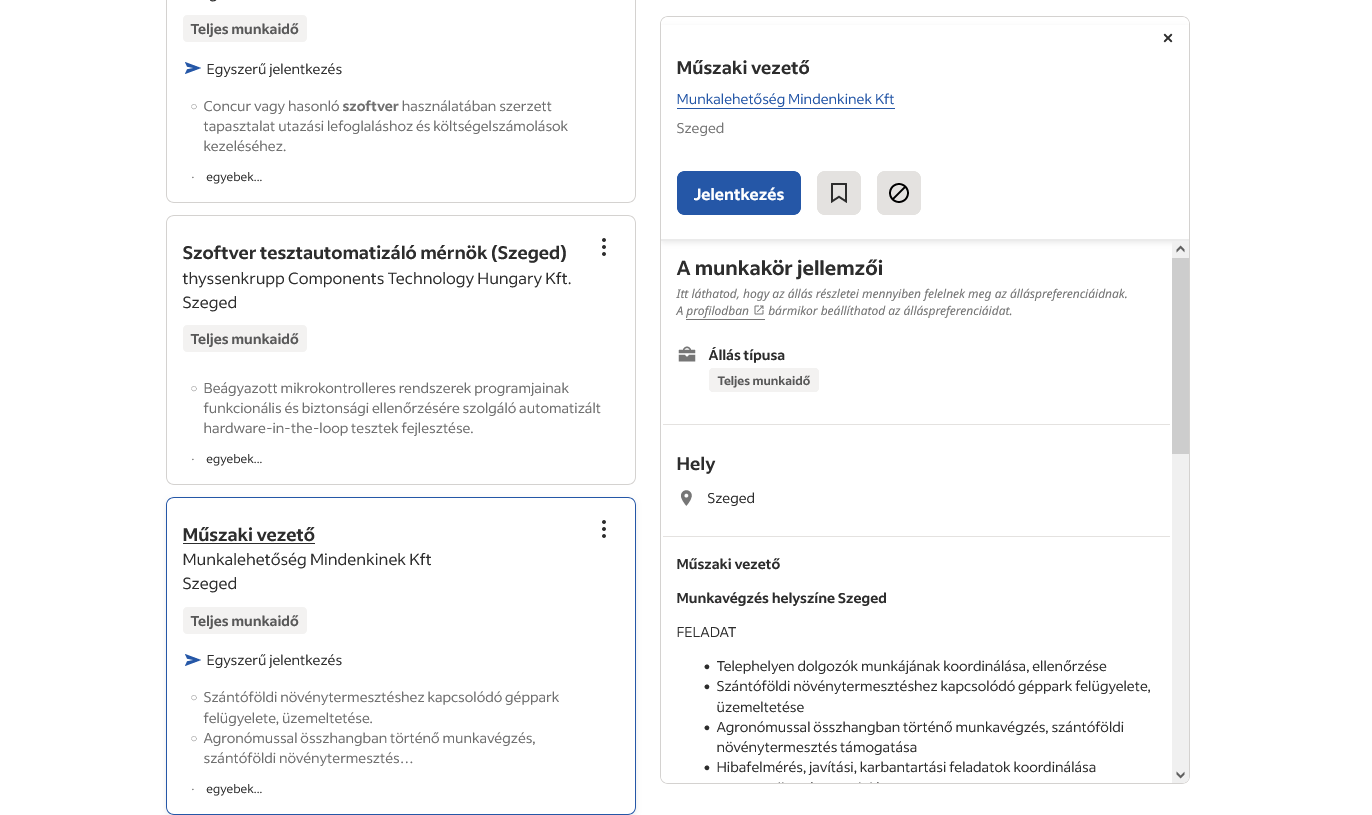 Teljes munkaidő
Egyszerű jelentkezés
Concur vagy hasonló szoftver használatában szerzett
tapasztalat utazási lefoglaláshoz és költségelszámolások
kezeléséhez.
egyebek...
Szoftver tesztautomatizáló mérnök (Szeged)
thyssenkrupp Components Technology Hungary Kft.
Szeged
Teljes munkaidő
Beágyazott mikrokontrolleres rendszerek programjainak
funkcionális és biztonsági ellenőrzésére szolgáló automatizált
hardware-in-the-loop tesztek fejlesztése.
egyebek...
Műszaki vezető
Munkalehetőség Mindenkinek Kft
Szeged
Teljes munkaidő
Egyszerű jelentkezés
Szántóföldi növénytermesztéshez kapcsolódó géppark
felügyelete, üzemeltetése.
Agronómussal összhangban történő munkavégzés,
szántóföldi növénytermesztés…
egyebek...
Műszaki vezető
Munkalehetőség Mindenkinek Kft
Szeged
Jelentkezés
A munkakör jellemzői
Itt láthatod, hogy az állás részletei mennyiben felelnek meg az álláspreferenciáidnak.
A profilodban bármikor beállíthatod az álláspreferenciáidat.
Állás típusa
Teljes munkaidő
Hely
Szeged
Műszaki vezető
Munkavégzés helyszíne Szeged
FELADAT
Telephelyen dolgozók munkájának koordinálása, ellenőrzése
Szántóföldi növénytermesztéshez kapcsolódó géppark felügyelete,
üzemeltetése
Agronómussal összhangban történő munkavégzés, szántóföldi
növénytermesztés támogatása
Hibafelmérés, javítási, karbantartási feladatok koordinálása